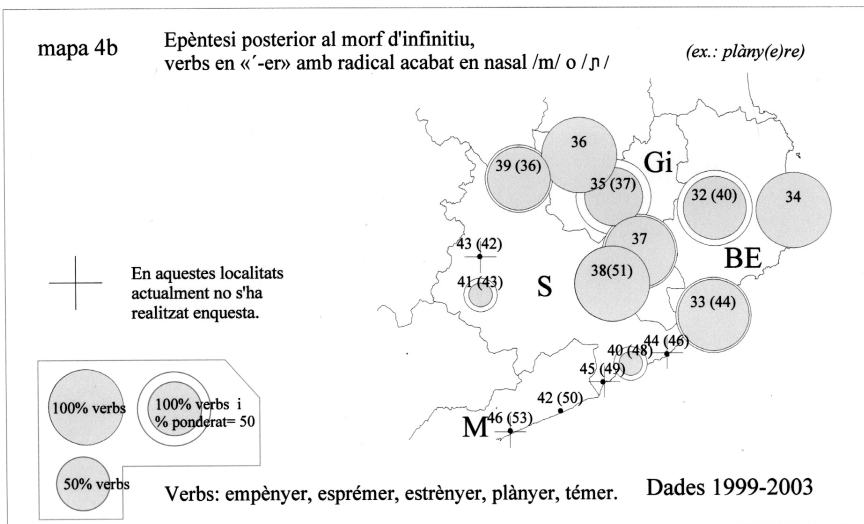 mapa 4b
Epèntesi posterior al morf d'infinitiu,
verbs en «´-er» amb radical acabat en nasal /m/ o /ɲ/
(ex.: plàny(e)re)
36
39 (36)
Gi
35 (37)
32 (40)
34
37
43 (42)
BE
38(51)
41 (43)
S
33 (44)
44 (46)
40 (48)
45 (49)
42 (50)
M
46 (53)
En aquestes localitats
actualment no s'ha
realitzat enquesta.
100% verbs
100% verbs i
% ponderat= 50
50% verbs
Verbs: empènyer, esprémer, estrènyer, plànyer, témer.
Dades 1999-2003